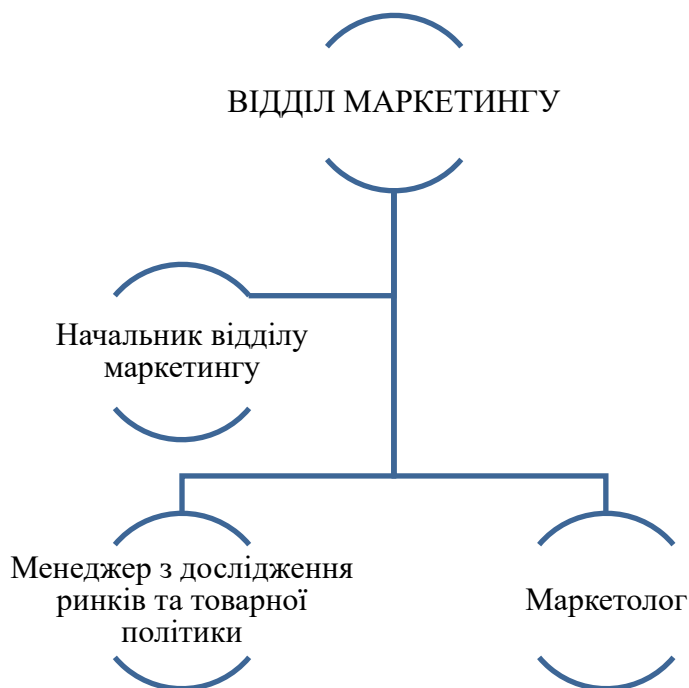 ВІДДІЛ МАРКЕТИНГУ
Начальник відділу
маркетингу
Менеджер з дослідження
ринків та товарної
політики
Маркетолог